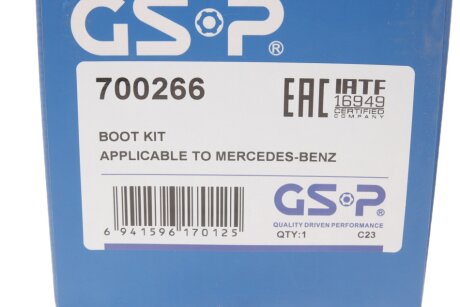 GSP®
700266
EAC IATF
16949
CERTIFIED
COMPANY
BOOT KIT
APPLICABLE TO MERCEDES-BENZ
GSP®
QUALITY DRIVEN PERFORMANCE
6 941596 170125
QTY:1 C23